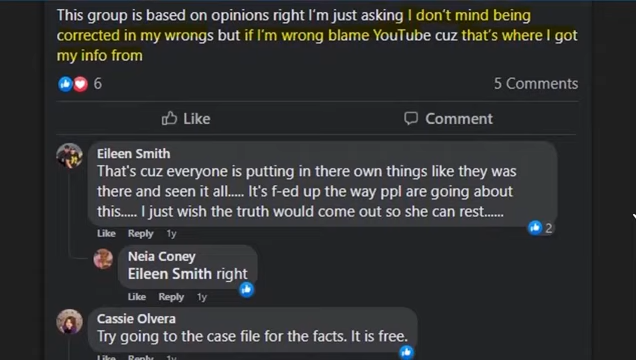 This group is based on opinions right I'm just asking I don't mind being
corrected in my wrongs but if I'm wrong blame YouTube cuz that's where I got
my info from
6
5 Comments
Like
Comment
Eileen Smith
That's cuz everyone is putting in there own things like they was
there and seen it all..... It's f-ed up the way ppl are going about
this..... I just wish the truth would come out so she can rest......
Like Reply 1y
2
Neia Coney
Eileen Smith right
Like Reply 1y
Cassie Olvera
Try going to the case file for the facts. It is free.
Like Reply 1y